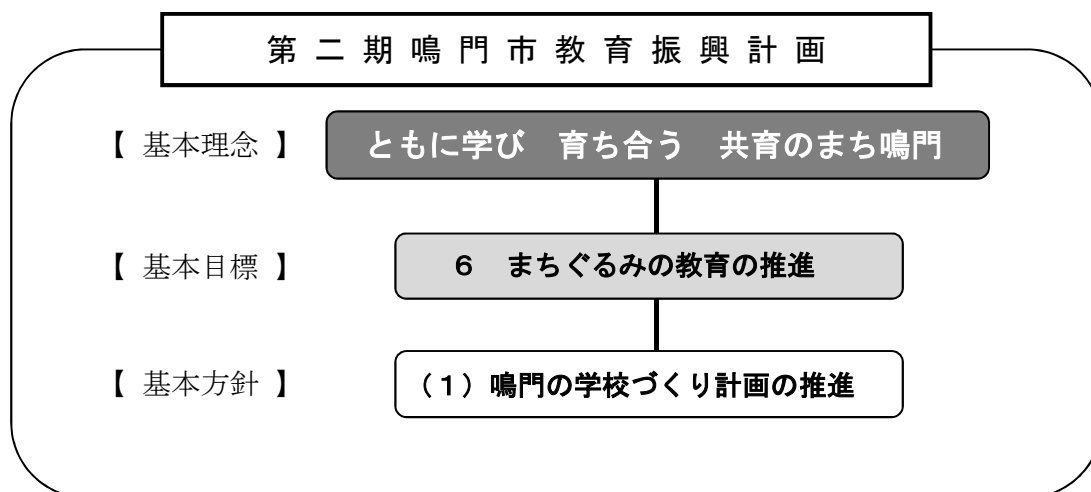 第二期鳴門市教育振興計画
【 基本理念 】 ともに学び 育ち合う 共育のまち鳴門
【 基本目標 】 6 まちぐるみの教育の推進
【 基本方針 】 (1)鳴門の学校づくり計画の推進